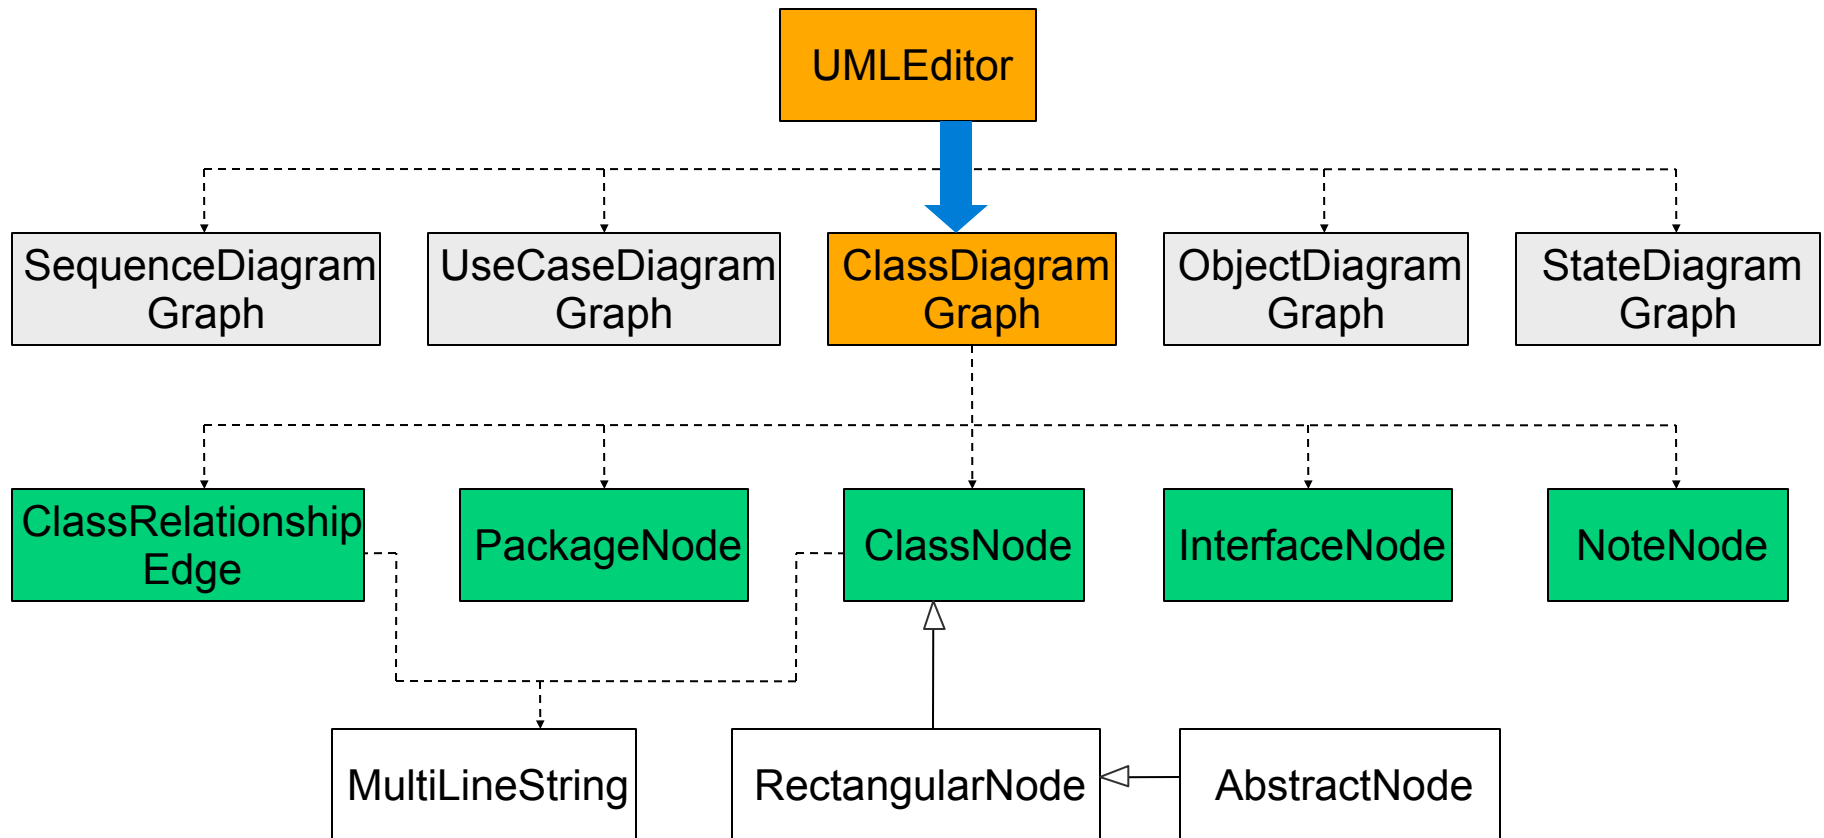 UMLEditor
SequenceDiagram
Graph
UseCaseDiagram
Graph
ClassDiagram
Graph
ObjectDiagram
Graph
StateDiagram
Graph
ClassRelationship
Edge
PackageNode
ClassNode
InterfaceNode
NoteNode
MultiLineString
RectangularNode
AbstractNode